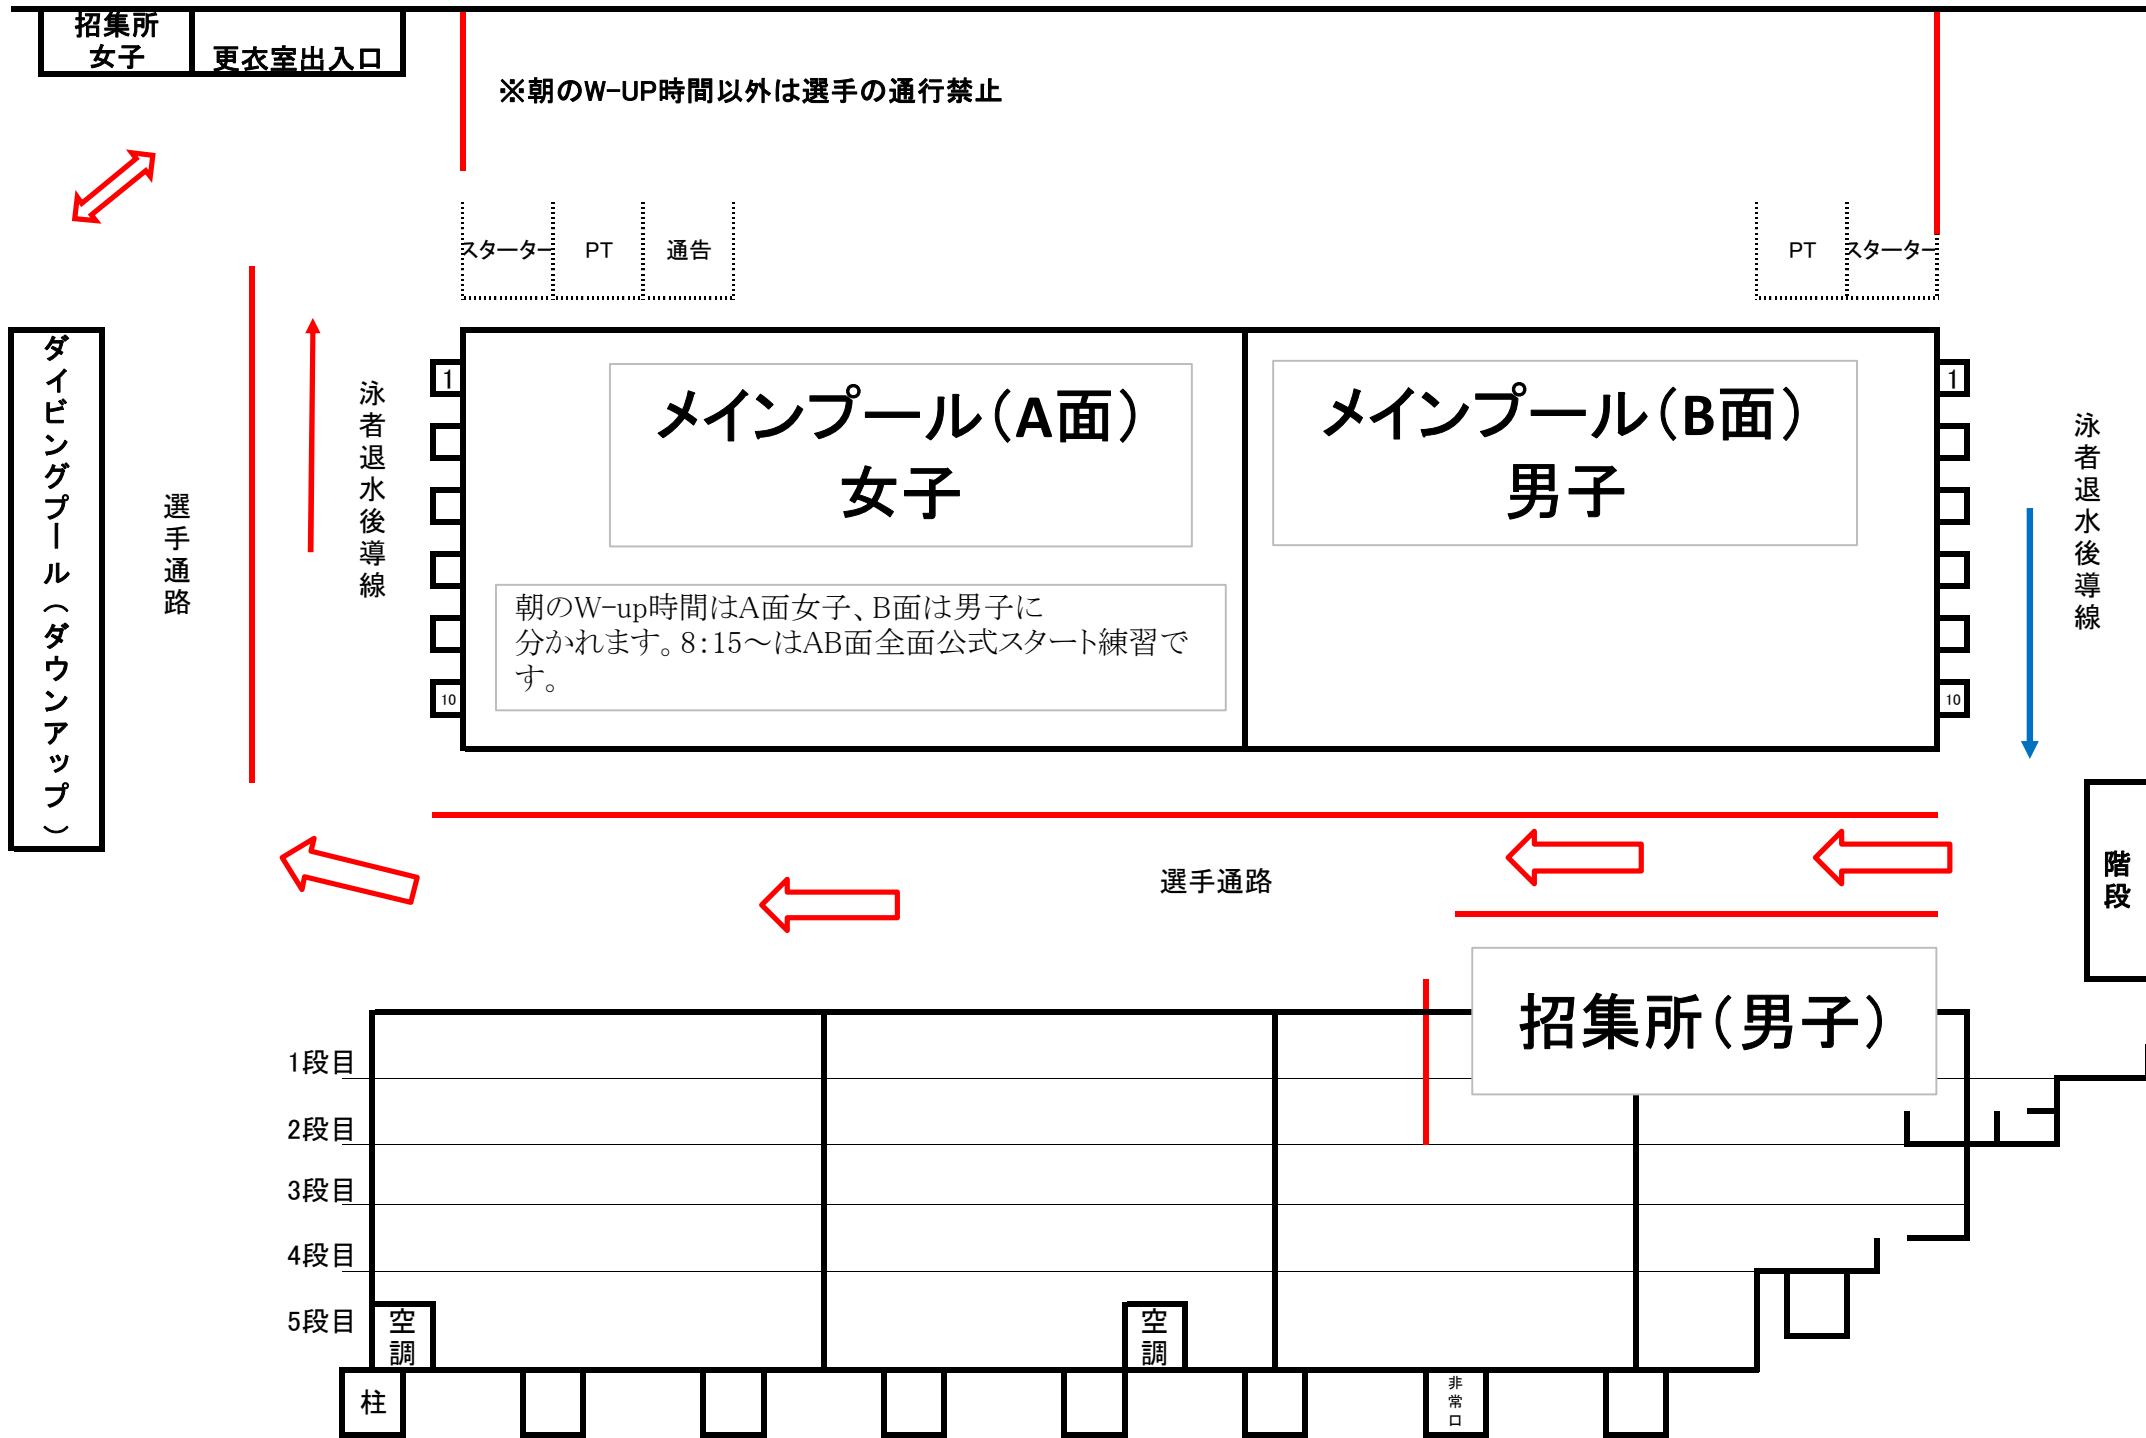 招集所
女子
更衣室出入口
※朝のW-UP時間以外は選手の通行禁止
スターター
PT
通告
PT
スターター
ダイビングプール（ダウンアップ）
選手通路
泳者退水後導線
1
10
メインプール（A面）
女子
メインプール（B面）
男子
朝のW-up時間はA面女子、B面は男子に
分かれます。8：15～はAB面全面公式スタート練習で
す。
1
10
泳者退水後導線
選手通路
階段
招集所（男子）
1段目
2段目
3段目
4段目
5段目
空調
空調
柱
非常口